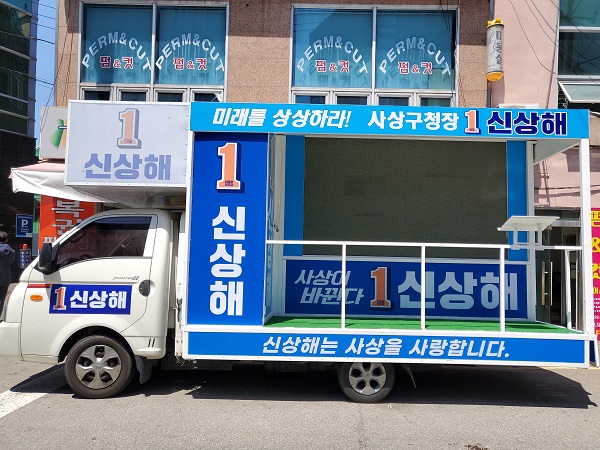 PERM&CUT
펌&컷
PERM&CUT
펌&컷
PERM&CUT
펌&컷
PERM&CUT
펌&컷
미용실
미래를 상상하라! 사상구청장 1 신상해
1
신상해
1
신상해
사상이
바뀐다
1 신상해
1 신상해
신상해는 사상을 사랑합니다.
P